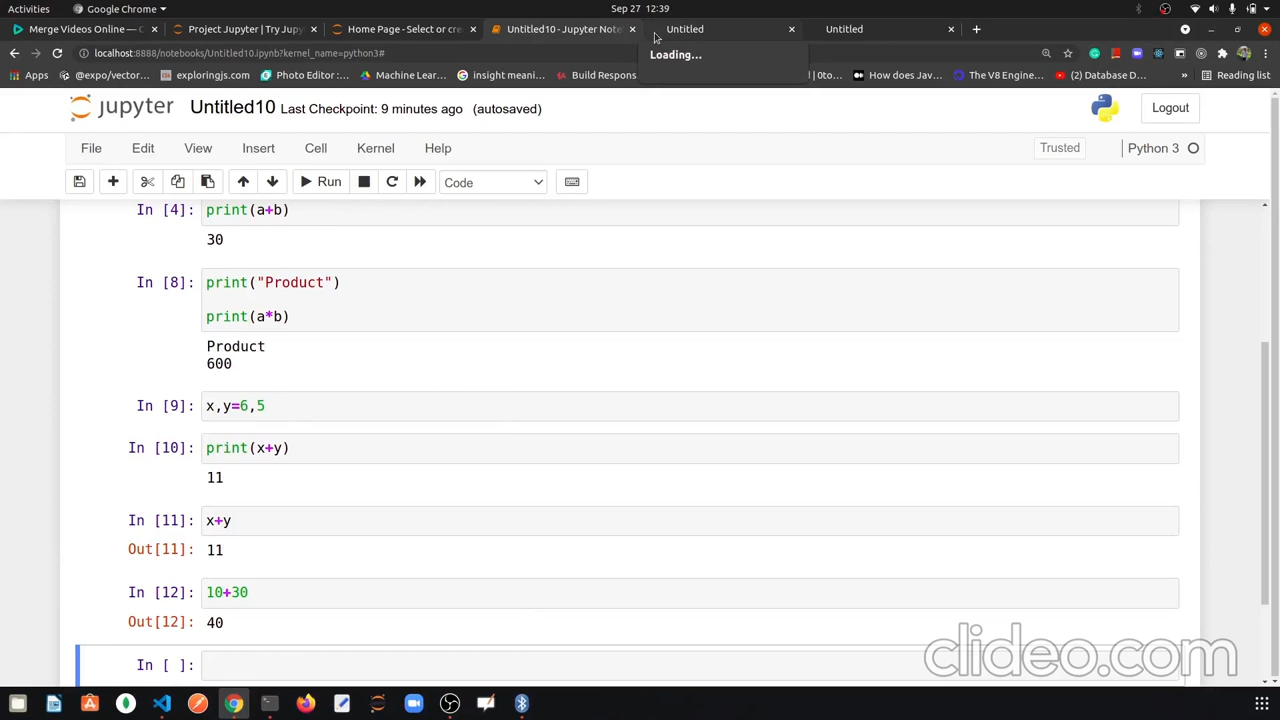 Activities
Google Chrome
Sep 27 12:39
Merge Videos Online — C
Project Jupyter | Try Jupy
Home Page - Select or cre
Untitled10 - Jupyter Note
Untitled
Untitled
localhost:8888/notebooks/Untitled10.ipynb?kernel_name=python3#
Loading...
Apps
@expo/vector...
exploringjs.com
Photo Editor :...
Machine Lear...
insight meani...
Build Respons
0to...
How does Jav...
The V8 Engine...
(2) Database D...
»
Reading list
jupyter
Untitled10 Last Checkpoint: 9 minutes ago (autosaved)
Logout
File Edit View Insert Cell Kernel Help
Trusted
Python 3
Run
Code
In [4]: print(a+b)
30
In [8]: print("Product")
print(a*b)
Product
600
In [9]: x,y=6,5
In [10]: print(x+y)
11
In [11]: x+y
Out[11]: 11
In [12]: 10+30
Out[12]: 40
In [ ]:
clideo.com